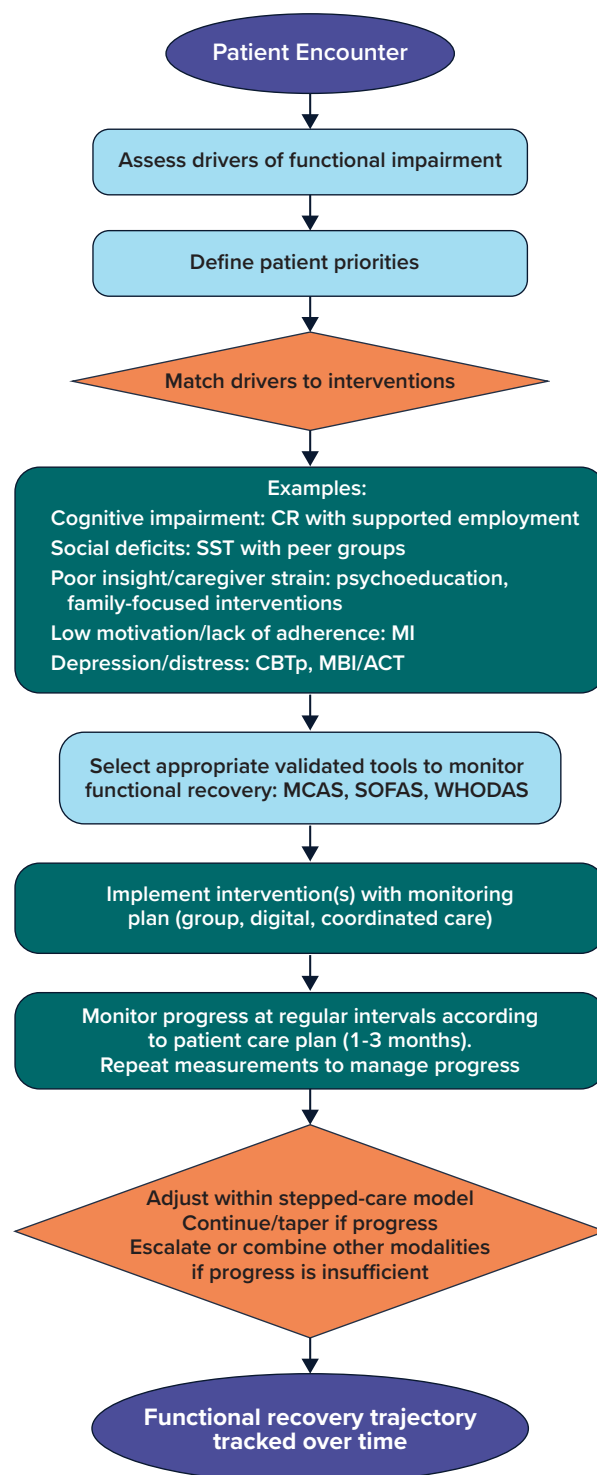 Patient Encounter
Assess drivers of functional impairment
Define patient priorities
Match drivers to interventions
Examples:
Cognitive impairment: CR with supported employment
Social deficits: SST with peer groups
Poor insight/caregiver strain: psychoeducation,
family-focused interventions
Low motivation/lack of adherence: MI
Depression/distress: CBTp, MBI/ACT
Select appropriate validated tools to monitor
functional recovery: MCAS, SOFAS, WHODAS
Implement intervention(s) with monitoring
plan (group, digital, coordinated care)
Monitor progress at regular intervals according
to patient care plan (1-3 months).
Repeat measurements to manage progress
Adjust within stepped-care model
Continue/taper if progress
Escalate or combine other modalities
if progress is insufficient
Functional recovery trajectory
tracked over time